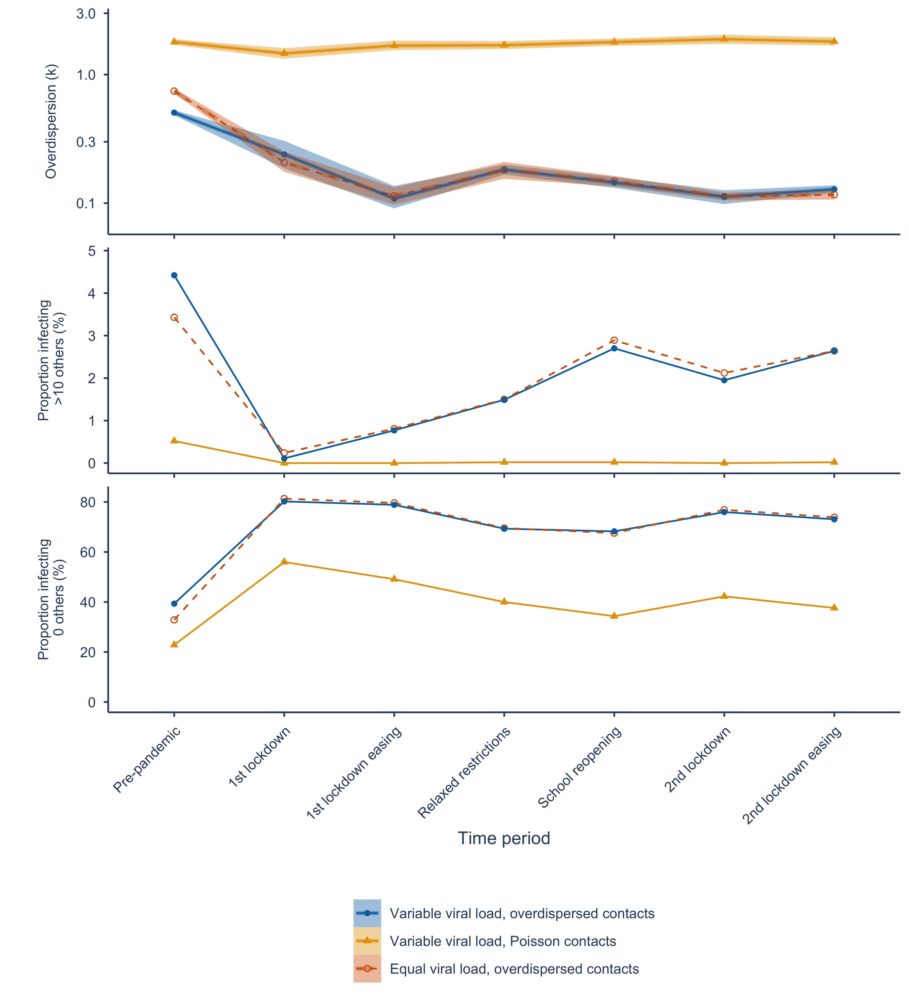 3.0
1.0
0.3
0.1
Overdispersion (k)
5
4
3
2
1
0
Proportion infecting
>10 others (%)
80
60
40
20
0
Proportion infecting
0 others (%)
Pre-pandemic
1st lockdown
1st lockdown easing
Relaxed restrictions
School reopening
2nd lockdown
2nd lockdown easing
Time period
Variable viral load, overdispersed contacts
Variable viral load, Poisson contacts
Equal viral load, overdispersed contacts